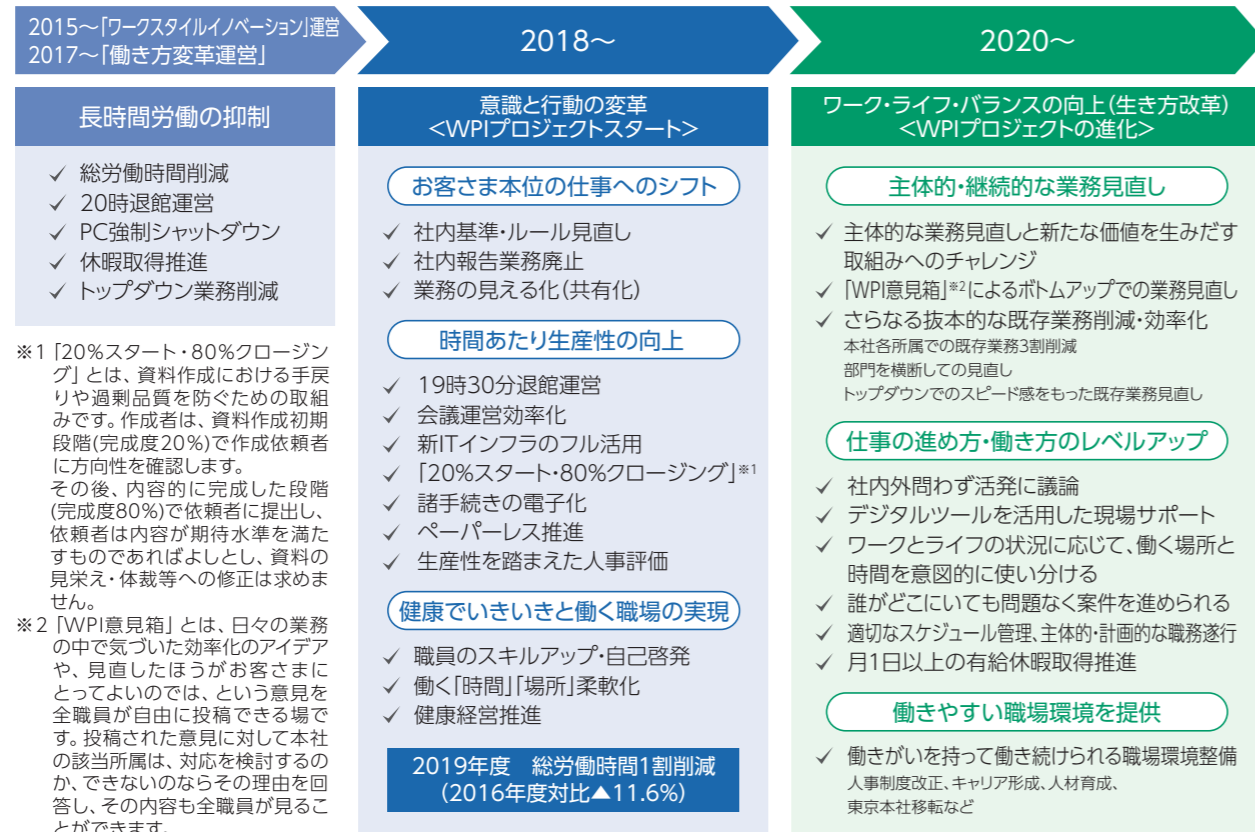 2015～「ワークスタイルイノベーション」運営
2017～「働き方変革運営」
長時間労働の抑制
✓ 総労働時間削減
✓ 20時退館運営
✓ PC強制シャットダウン
✓ 休暇取得推進
✓ トップダウン業務削減
※1「20%スタート・80%クロージン
グ」とは、資料作成における手戻
りや過剰品質を防ぐための取組
みです。作成者は、資料作成初期
段階(完成度20%)で作成依頼者
に方向性を確認します。
その後、内容的に完成した段階
(完成度80%)で依頼者に提出し、
依頼者は内容が期待水準を満た
すものであればよしとし、資料の
見栄え・体裁等への修正は求めま
せん。
※2「WPI意見箱」とは、日々の業務
の中で気づいた効率化のアイデア
や、見直したほうがお客さまに
とってよいのでは、という意見を
全職員が自由に投稿できる場で
す。投稿された意見に対して本社
の該当所属は、対応を検討するの
か、できないのならその理由を回
答し、その内容も全職員が見るこ
とができます。
2018～
意識と行動の変革
<WPIプロジェクトスタート>
お客さま本位の仕事へのシフト
✓ 社内基準・ルール見直し
✓ 社内報告業務廃止
✓ 業務の見える化(共有化)
時間あたり生産性の向上
✓ 19時30分退館運営
✓ 会議運営効率化
✓ 新ITインフラのフル活用
✓ 「20%スタート・80%クロージング」※1
✓ 諸手続きの電子化
✓ ペーパーレス推進
✓ 生産性を踏まえた人事評価
健康でいきいきと働く職場の実現
✓ 職員のスキルアップ・自己啓発
✓ 働く「時間」「場所」柔軟化
✓ 健康経営推進
2019年度　総労働時間1割削減
(2016年度対比▲11.6%)
2020～
ワーク・ライフ・バランスの向上(生き方改革)
<WPIプロジェクトの進化>
主体的・継続的な業務見直し
✓ 主体的な業務見直しと新たな価値を生みだす
取組みへのチャレンジ
✓ 「WPI意見箱」※2によるボトムアップでの業務見直し
✓ さらなる抜本的な既存業務削減・効率化
本社各所属での既存業務3割削減
部門を横断しての見直し
トップダウンでのスピード感をもった既存業務見直し
仕事の進め方・働き方のレベルアップ
✓ 社内外問わず活発に議論
✓ デジタルツールを活用した現場サポート
✓ ワークとライフの状況に応じて、働く場所と
時間を意図的に使い分ける
✓ 誰がどこにいても問題なく案件を進められる
✓ 適切なスケジュール管理、主体的・計画的な職務遂行
✓ 月1日以上の有給休暇取得推進
働きやすい職場環境を提供
✓ 働きがいを持って働き続けられる職場環境整備
人事制度改正、キャリア形成、人材育成、
東京本社移転など